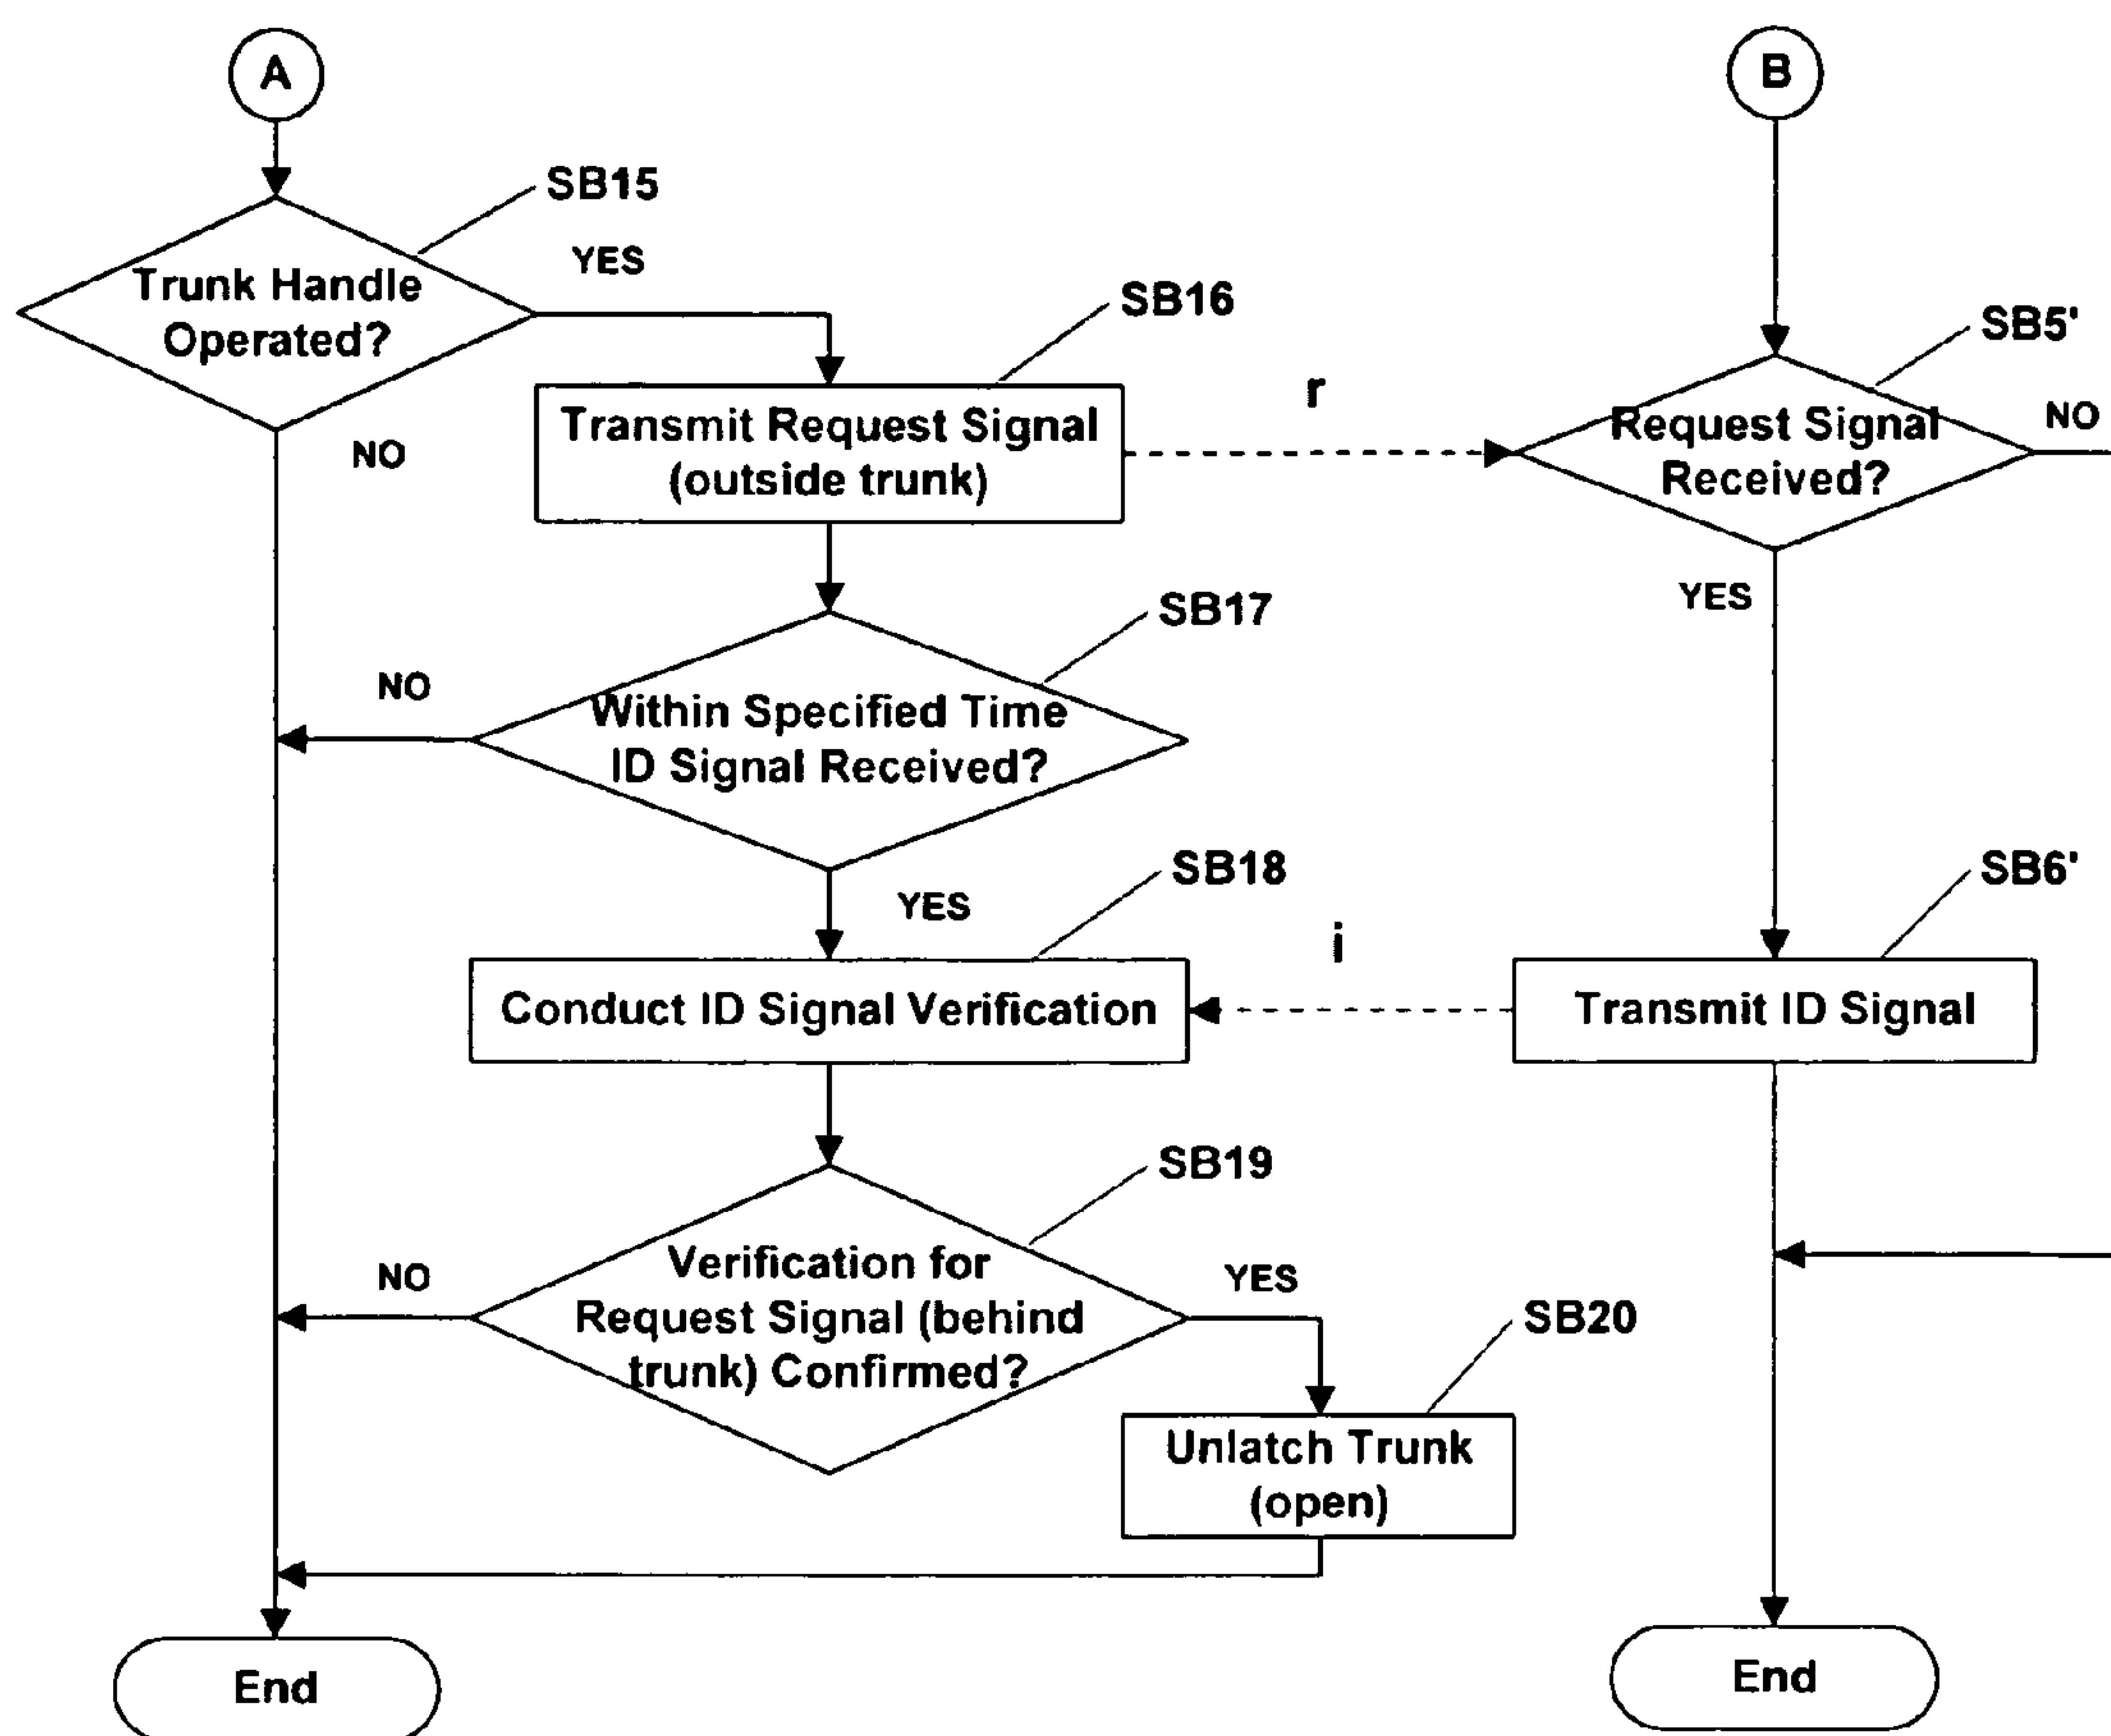 A
B
SB15
Trunk Handle
Operated?
YES
NO
SB16
Transmit Request Signal
(outside trunk)
r
SB5'
Request Signal
Received?
NO
YES
SB17
Within Specified Time
ID Signal Received?
NO
YES
SB18
Conduct ID Signal Verification
i
SB6'
Transmit ID Signal
SB19
Verification for
Request Signal (behind
trunk) Confirmed?
NO
YES
SB20
Unlatch Trunk
(open)
End
End